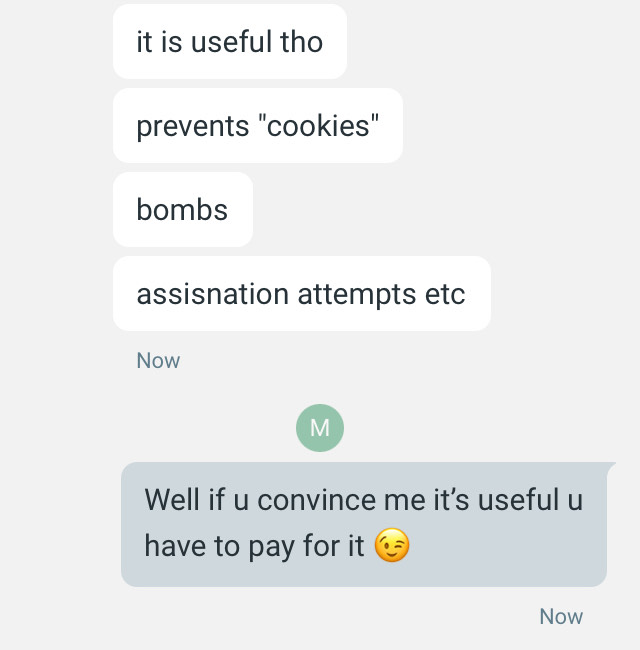 it is useful tho
prevents "cookies"
bombs
assisnation attempts etc
Now
M
Well if u convince me it’s useful u
have to pay for it 😉
Now